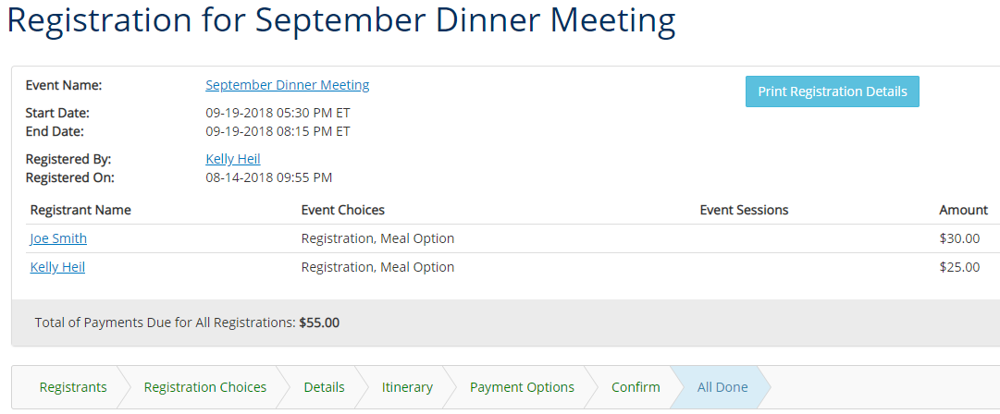 Registration for September Dinner Meeting
Event Name: September Dinner Meeting
Print Registration Details
Start Date: 09-19-2018 05:30 PM ET
End Date: 09-19-2018 08:15 PM ET
Registered By: Kelly Heil
Registered On: 08-14-2018 09:55 PM
Registrant Name Event Choices Event Sessions Amount
Joe Smith Registration, Meal Option $30.00
Kelly Heil Registration, Meal Option $25.00
Total of Payments Due for All Registrations: $55.00
Registrants Registration Choices Details Itinerary Payment Options Confirm All Done